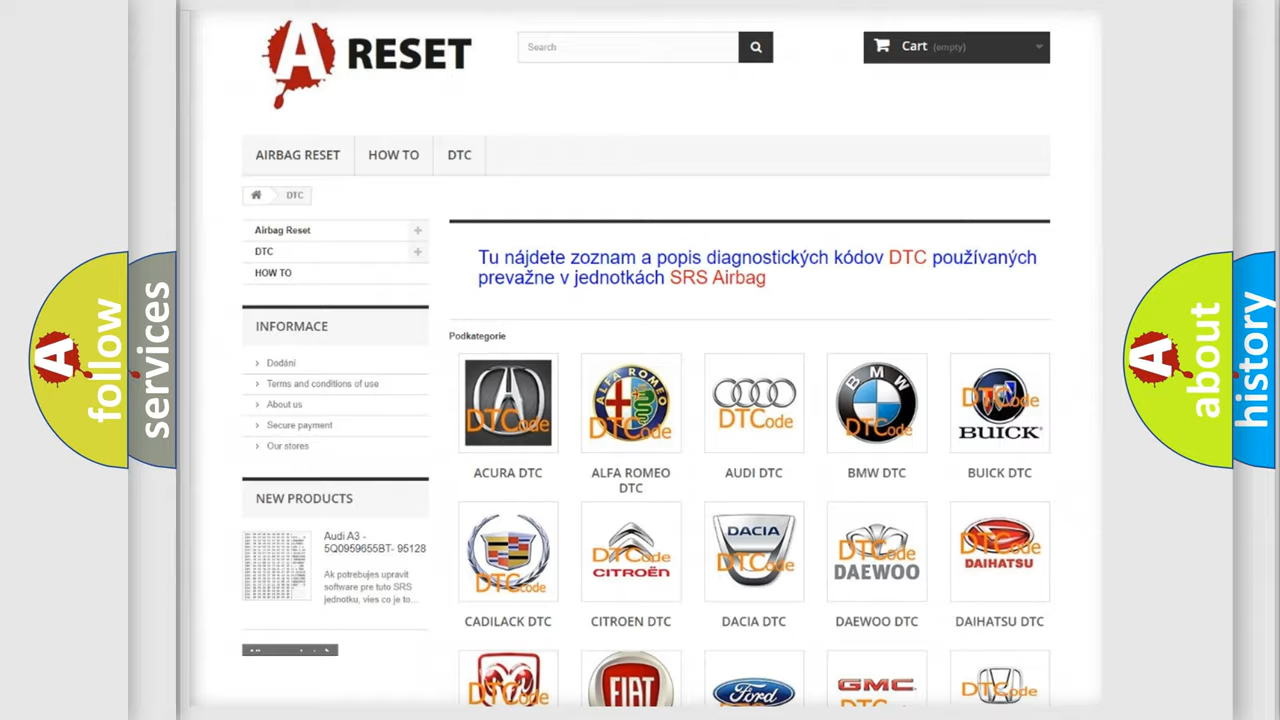 A RESET
Search
Cart (empty)
AIRBAG RESET
HOW TO
DTC
DTC
Airbag Reset
DTC
HOW TO
INFORMACE
Dodání
Terms and conditions of use
About us
Secure payment
Our stores
NEW PRODUCTS
Audi A3 -
5Q0959655BT- 95128
Ak potrebujes upravit
software pre tuto SRS
jednotku, vies co je to...
Tu nájdete zoznam a popis diagnostických kódov DTC používaných
prevažne v jednotkách SRS Airbag
Podkategorie
DTCode
ALFA ROMEO
DTCode
DTCode
BMW
DTCode
DTCode
BUICK
ACURA DTC
ALFA ROMEO
DTC
AUDI DTC
BMW DTC
BUICK DTC
DTCode
DTCode
CITROËN
DACIA
DTCode
DTCode
DAEWOO
DTCode
DAIHATSU
CADILACK DTC
CITROEN DTC
DACIA DTC
DAEWOO DTC
DAIHATSU DTC
DTCode
FIAT
Ford
GMC
DTCode
A follow
services
A about
history